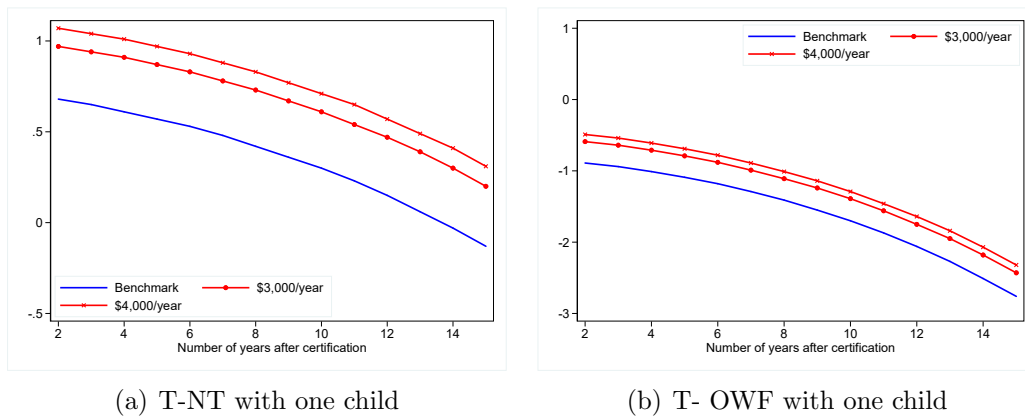 1
.5
0
-.5
Benchmark
$3,000/year
$4,000/year
2 4 6 8 10 12 14
Number of years after certification
(a) T-NT with one child
1
0
-1
-2
-3
Benchmark
$3,000/year
$4,000/year
2 4 6 8 10 12 14
Number of years after certification
(b) T- OWF with one child